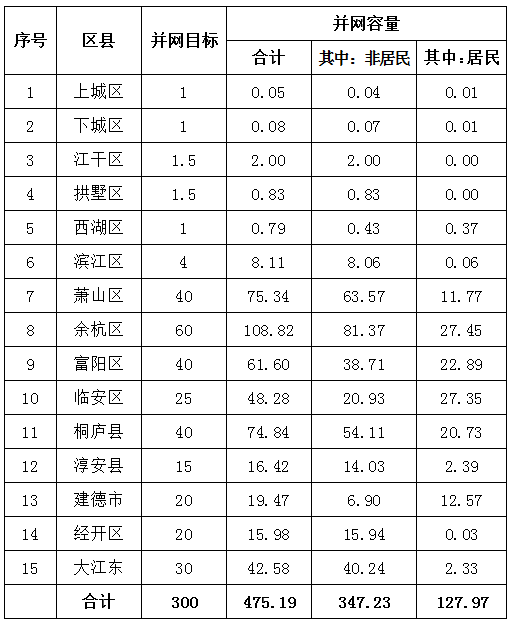 序号 区县 并网目标 并网容量
合计 其中：非居民 其中：居民
1 上城区 1 0.05 0.04 0.01
2 下城区 1 0.08 0.07 0.01
3 江干区 1.5 2.00 2.00 0.00
4 拱墅区 1.5 0.83 0.83 0.00
5 西湖区 1 0.79 0.43 0.37
6 滨江区 4 8.11 8.06 0.06
7 萧山区 40 75.34 63.57 11.77
8 余杭区 60 108.82 81.37 27.45
9 富阳区 40 61.60 38.71 22.89
10 临安区 25 48.28 20.93 27.35
11 桐庐县 40 74.84 54.11 20.73
12 淳安县 15 16.42 14.03 2.39
13 建德市 20 19.47 6.90 12.57
14 经开区 20 15.98 15.94 0.03
15 大江东 30 42.58 40.24 2.33
合计 300 475.19 347.23 127.97